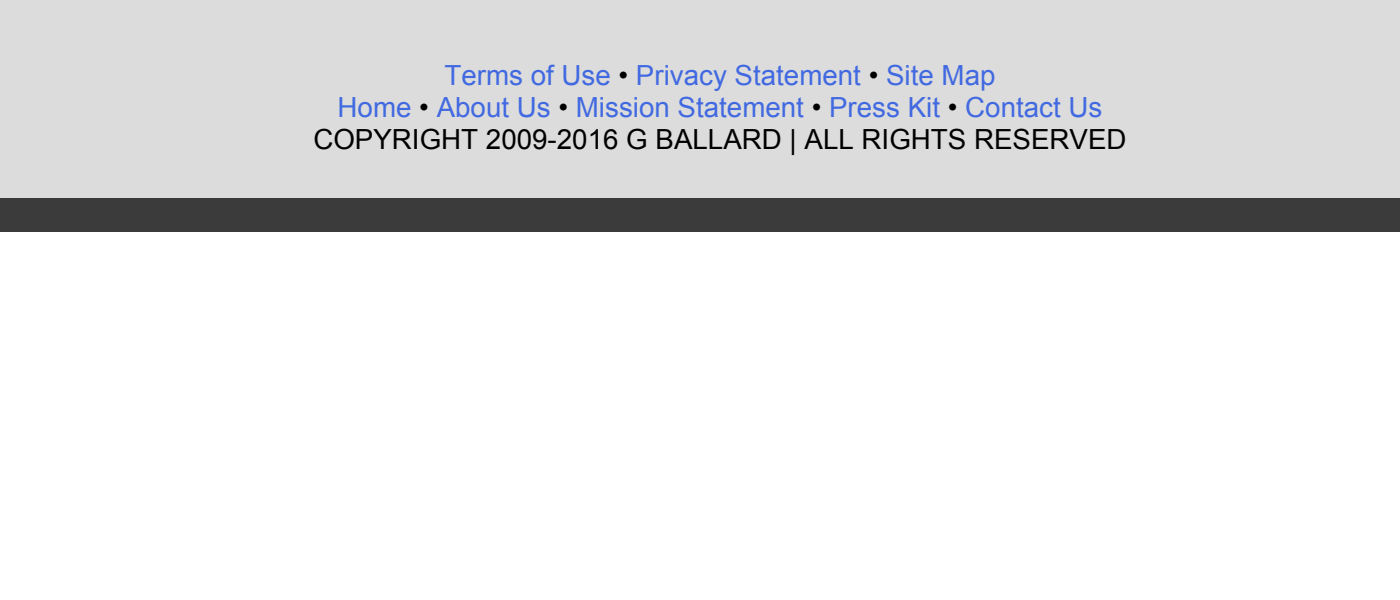 Terms of Use • Privacy Statement • Site Map
Home • About Us • Mission Statement • Press Kit • Contact Us
COPYRIGHT 2009-2016 G BALLARD | ALL RIGHTS RESERVED